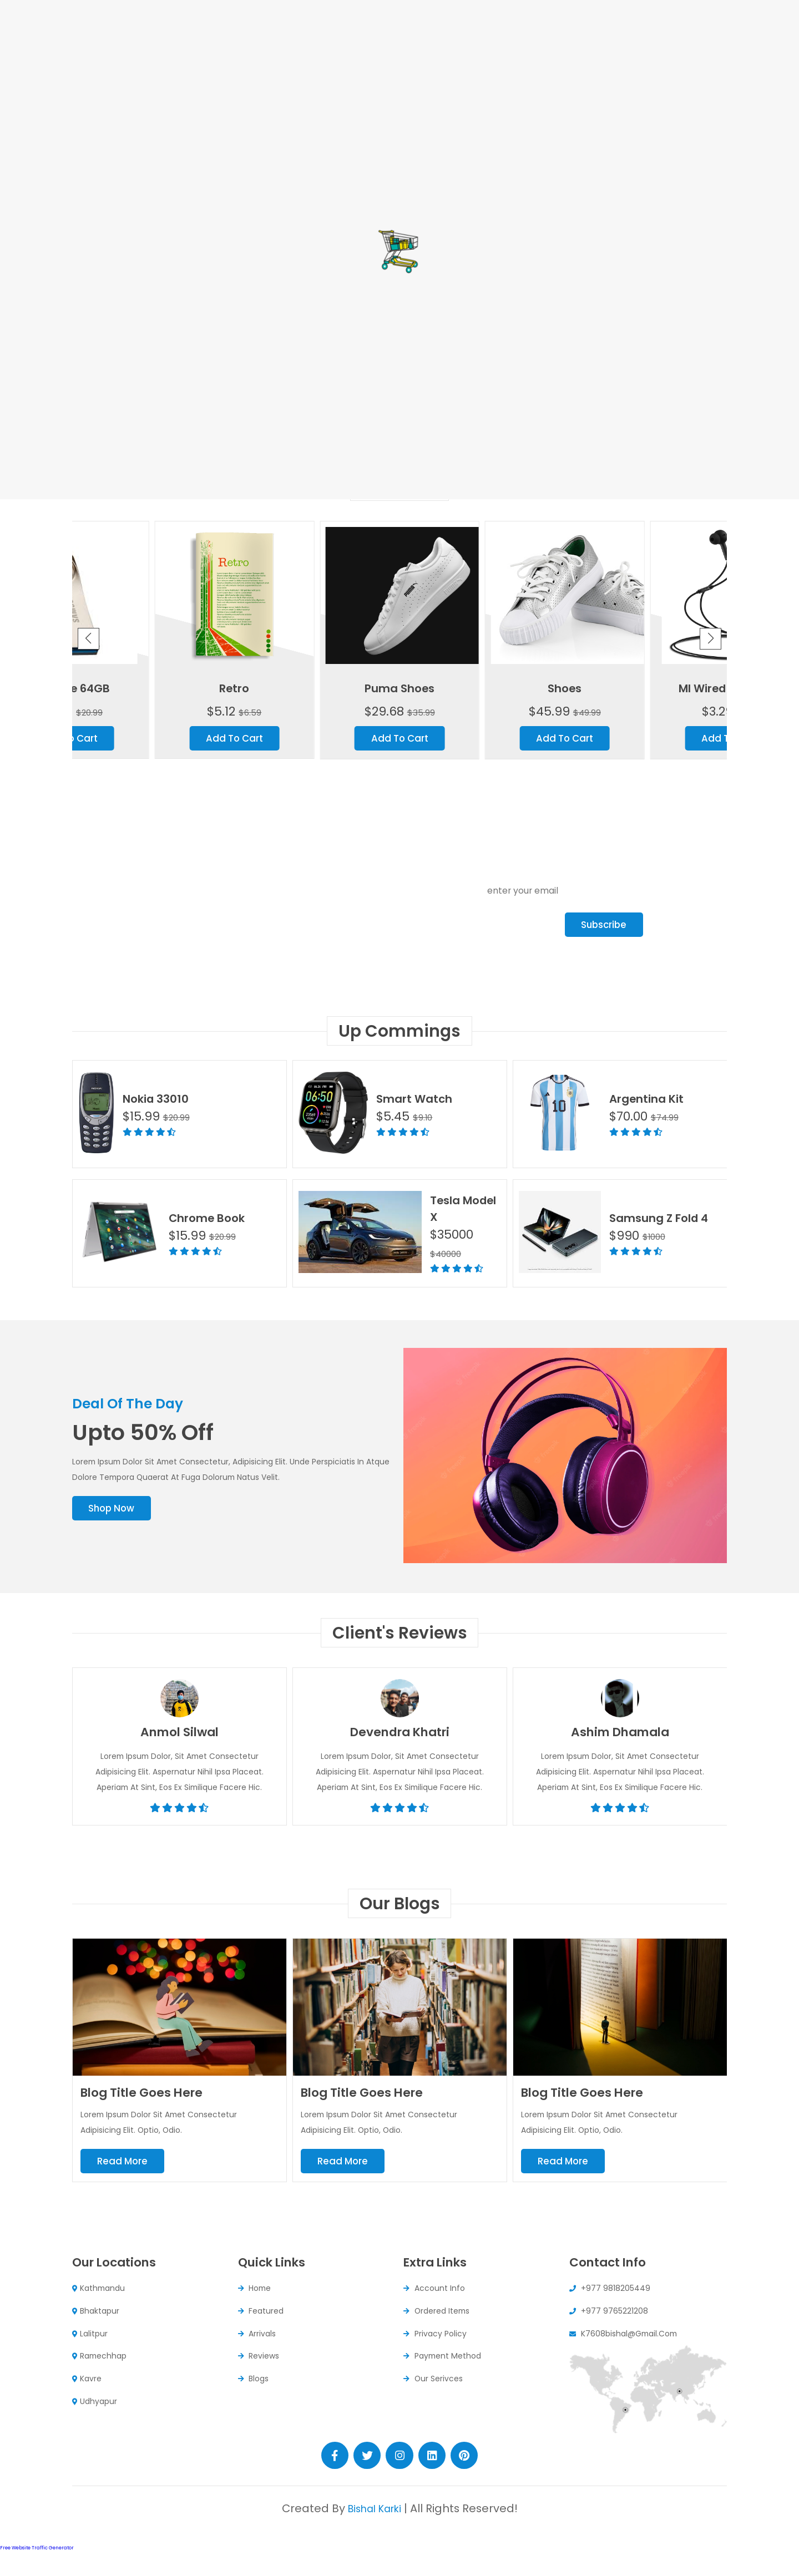 e 64GB
$20.99
o Cart
Retro
Retro
$5.12 $6.59
Add To Cart
PUMA
Puma Shoes
$29.68 $35.99
Add To Cart
Shoes
$45.99 $49.99
Add To Cart
MI Wired
$3.2
Add T
enter your email
Subscribe
Up Commings
Nokia 33010
$15.99 $20.99
06:50
Smart Watch
$5.45 $9.10
10
Argentina Kit
$70.00 $74.99
Chrome Book
$15.99 $20.99
Tesla Model
X
$35000
$40000
Samsung Z Fold 4
$990 $1000
Deal Of The Day
Upto 50% Off
Lorem Ipsum Dolor Sit Amet Consectetur, Adipisicing Elit. Unde Perspiciatis In Atque
Dolore Tempora Quaerat At Fuga Dolorum Natus Velit.
Shop Now
Client's Reviews
Anmol Silwal
Lorem Ipsum Dolor, Sit Amet Consectetur
Adipisicing Elit. Aspernatur Nihil Ipsa Placeat.
Aperiam At Sint, Eos Ex Similique Facere Hic.
Devendra Khatri
Lorem Ipsum Dolor, Sit Amet Consectetur
Adipisicing Elit. Aspernatur Nihil Ipsa Placeat.
Aperiam At Sint, Eos Ex Similique Facere Hic.
Ashim Dhamala
Lorem Ipsum Dolor, Sit Amet Consectetur
Adipisicing Elit. Aspernatur Nihil Ipsa Placeat.
Aperiam At Sint, Eos Ex Similique Facere Hic.
Our Blogs
Blog Title Goes Here
Lorem Ipsum Dolor Sit Amet Consectetur
Adipisicing Elit. Optio, Odio.
Read More
Blog Title Goes Here
Lorem Ipsum Dolor Sit Amet Consectetur
Adipisicing Elit. Optio, Odio.
Read More
Blog Title Goes Here
Lorem Ipsum Dolor Sit Amet Consectetur
Adipisicing Elit. Optio, Odio.
Read More
Our Locations
Kathmandu
Bhaktapur
Lalitpur
Ramechhap
Kavre
Udhyapur
Quick Links
Home
Featured
Arrivals
Reviews
Blogs
Extra Links
Account Info
Ordered Items
Privacy Policy
Payment Method
Our Serivces
Contact Info
+977 9818205449
+977 9765221208
K7608bishal@Gmail.Com
Created By Bishal Karki | All Rights Reserved!
Free Website Traffic Generator